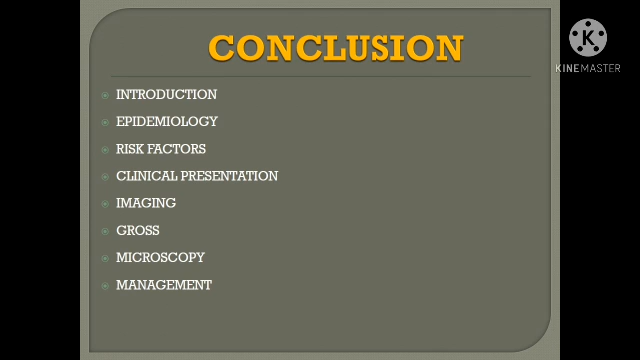 CONCLUSION
K
KINEMASTER
INTRODUCTION
EPIDEMIOLOGY
RISK FACTORS
CLINICAL PRESENTATION
IMAGING
GROSS
MICROSCOPY
MANAGEMENT